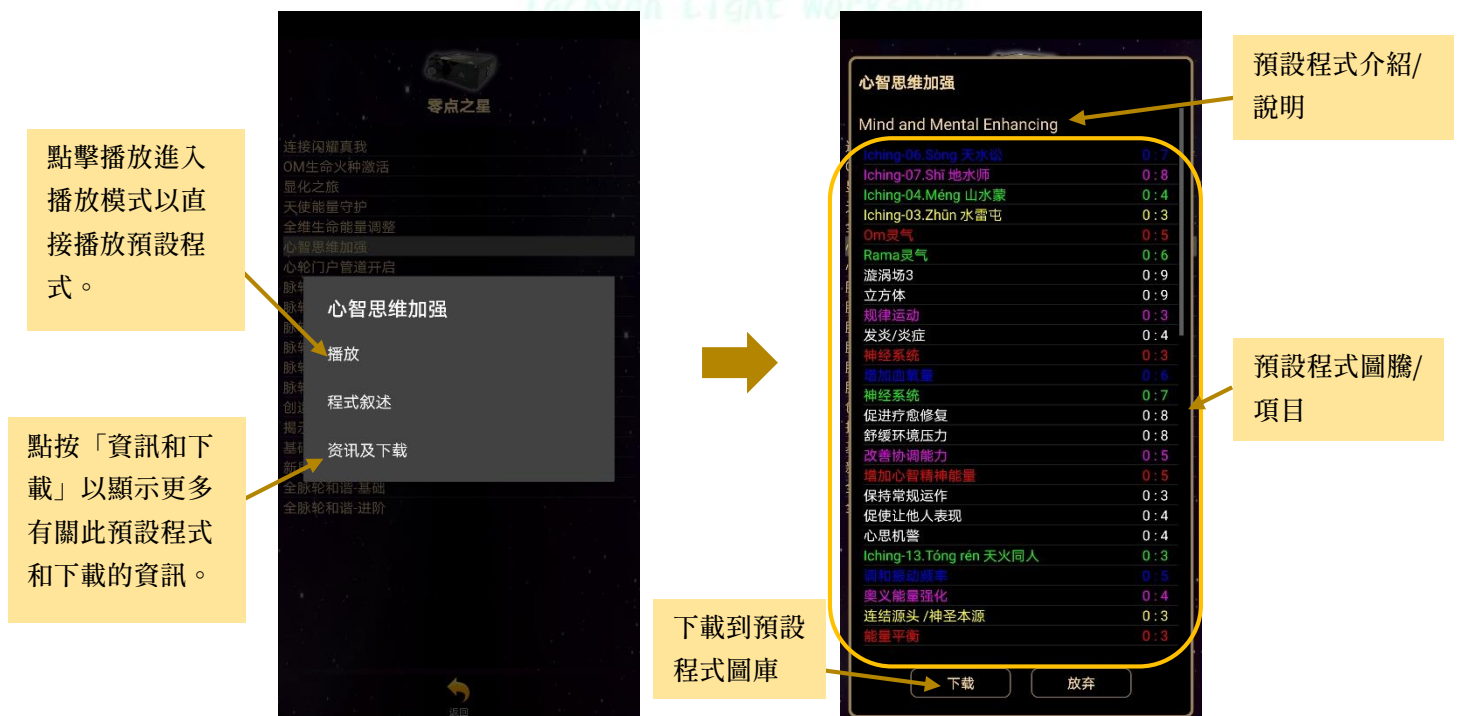 Tachyon Light Workshop
點擊播放進入
播放模式以直
接播放預設程
式。
點按「資訊和下
載」以顯示更多
有關此預設程式
和下載的資訊。
零点之星
连接闪耀真我
OM生命火种激活
显化之旅
天使能量守护
全维生命能量调整
心智思维加强
心轮门户管道开启
心智思维加强
播放
程式叙述
资讯及下载
全脉轮和谐-基础
全脉轮和谐-进阶
返回
心智思维加强
Mind and Mental Enhancing
Iching-06.Sòng 天水讼 0 : 7
Iching-07.Shī 地水师 0 : 8
Iching-04.Méng 山水蒙 0 : 4
Iching-03.Zhūn 水雷屯 0 : 3
Om灵气 0 : 5
Rama灵气 0 : 6
漩涡场3 0 : 9
立方体 0 : 9
规律运动 0 : 3
发炎/炎症 0 : 4
神经系统 0 : 3
增加血氧量 0 : 6
神经系统 0 : 7
促进疗愈修复 0 : 8
舒缓环境压力 0 : 8
改善协调能力 0 : 5
增加心智精神能量 0 : 5
保持常规运作 0 : 3
促使让他人表现 0 : 4
心思机警 0 : 4
Iching-13.Tóng rén 天火同人 0 : 3
调和振动频率 0 : 5
奥义能量强化 0 : 4
连结源头 /神圣本源 0 : 3
能量平衡 0 : 3
下载 放弃
預設程式介紹/
說明
預設程式圖騰/
項目
下載到預設
程式圖庫